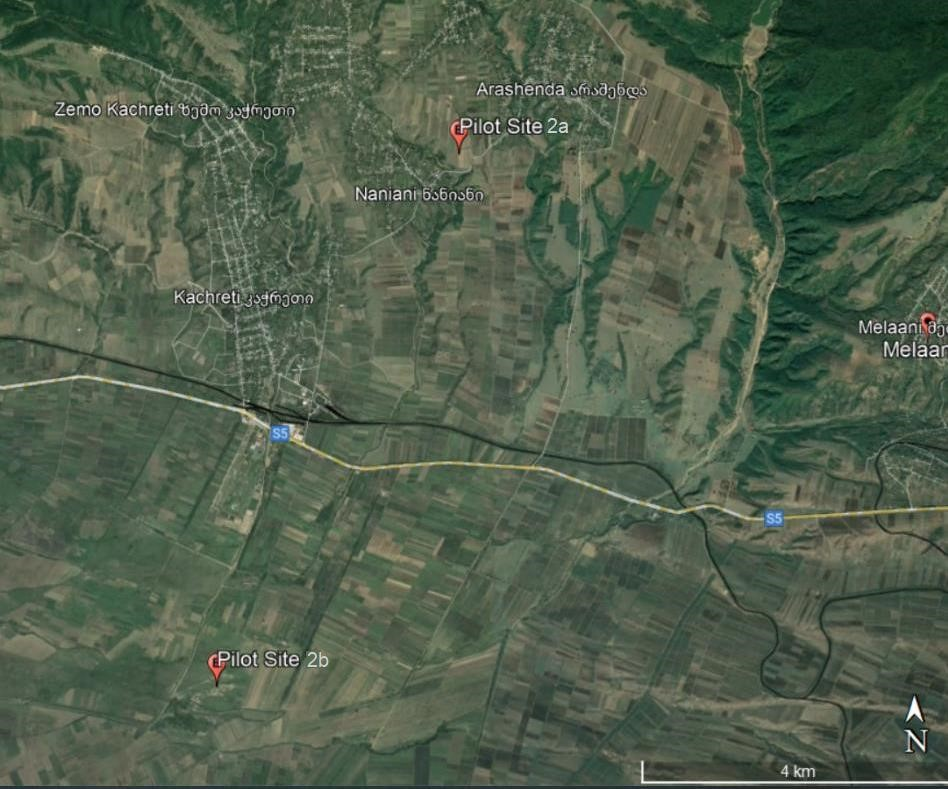 Arashenda არაშენდა
Zemo Kachreti ზემო კაჭრეთი
Pilot Site 2a
Naniani ნანიანი
Kachreti კაჭრეთი
Melaani
Melaan
S5
S5
Pilot Site 2b
N
4 km